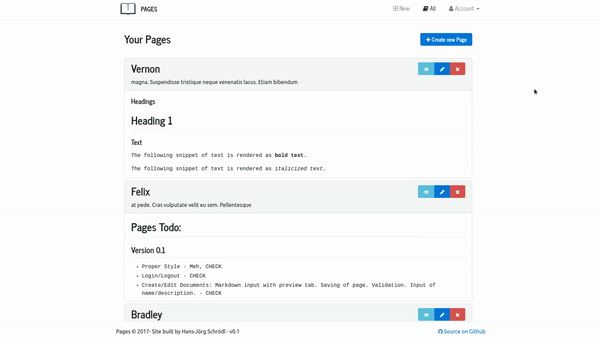 PAGES
New
All
Account
Your Pages
Create new Page
Vernon
magna. Suspendisse tristique neque venenatis lacus. Etiam bibendum
Headings
Heading 1
Text
The following snippet of text is rendered as bold text.
The following snippet of text is rendered as italicized text.
Felix
at pede. Cras vulputate velit eu sem. Pellentesque
Pages Todo:
Version 0.1
Proper Style - Meh, CHECK
Login/Logout - CHECK
Create/Edit Documents: Markdown input with preview tab. Saving of page. Validation. Input of
name/description. - CHECK
Bradley
Pages © 2017- Site built by Hans-Jörg Schrödl - v0.1
Source on Github